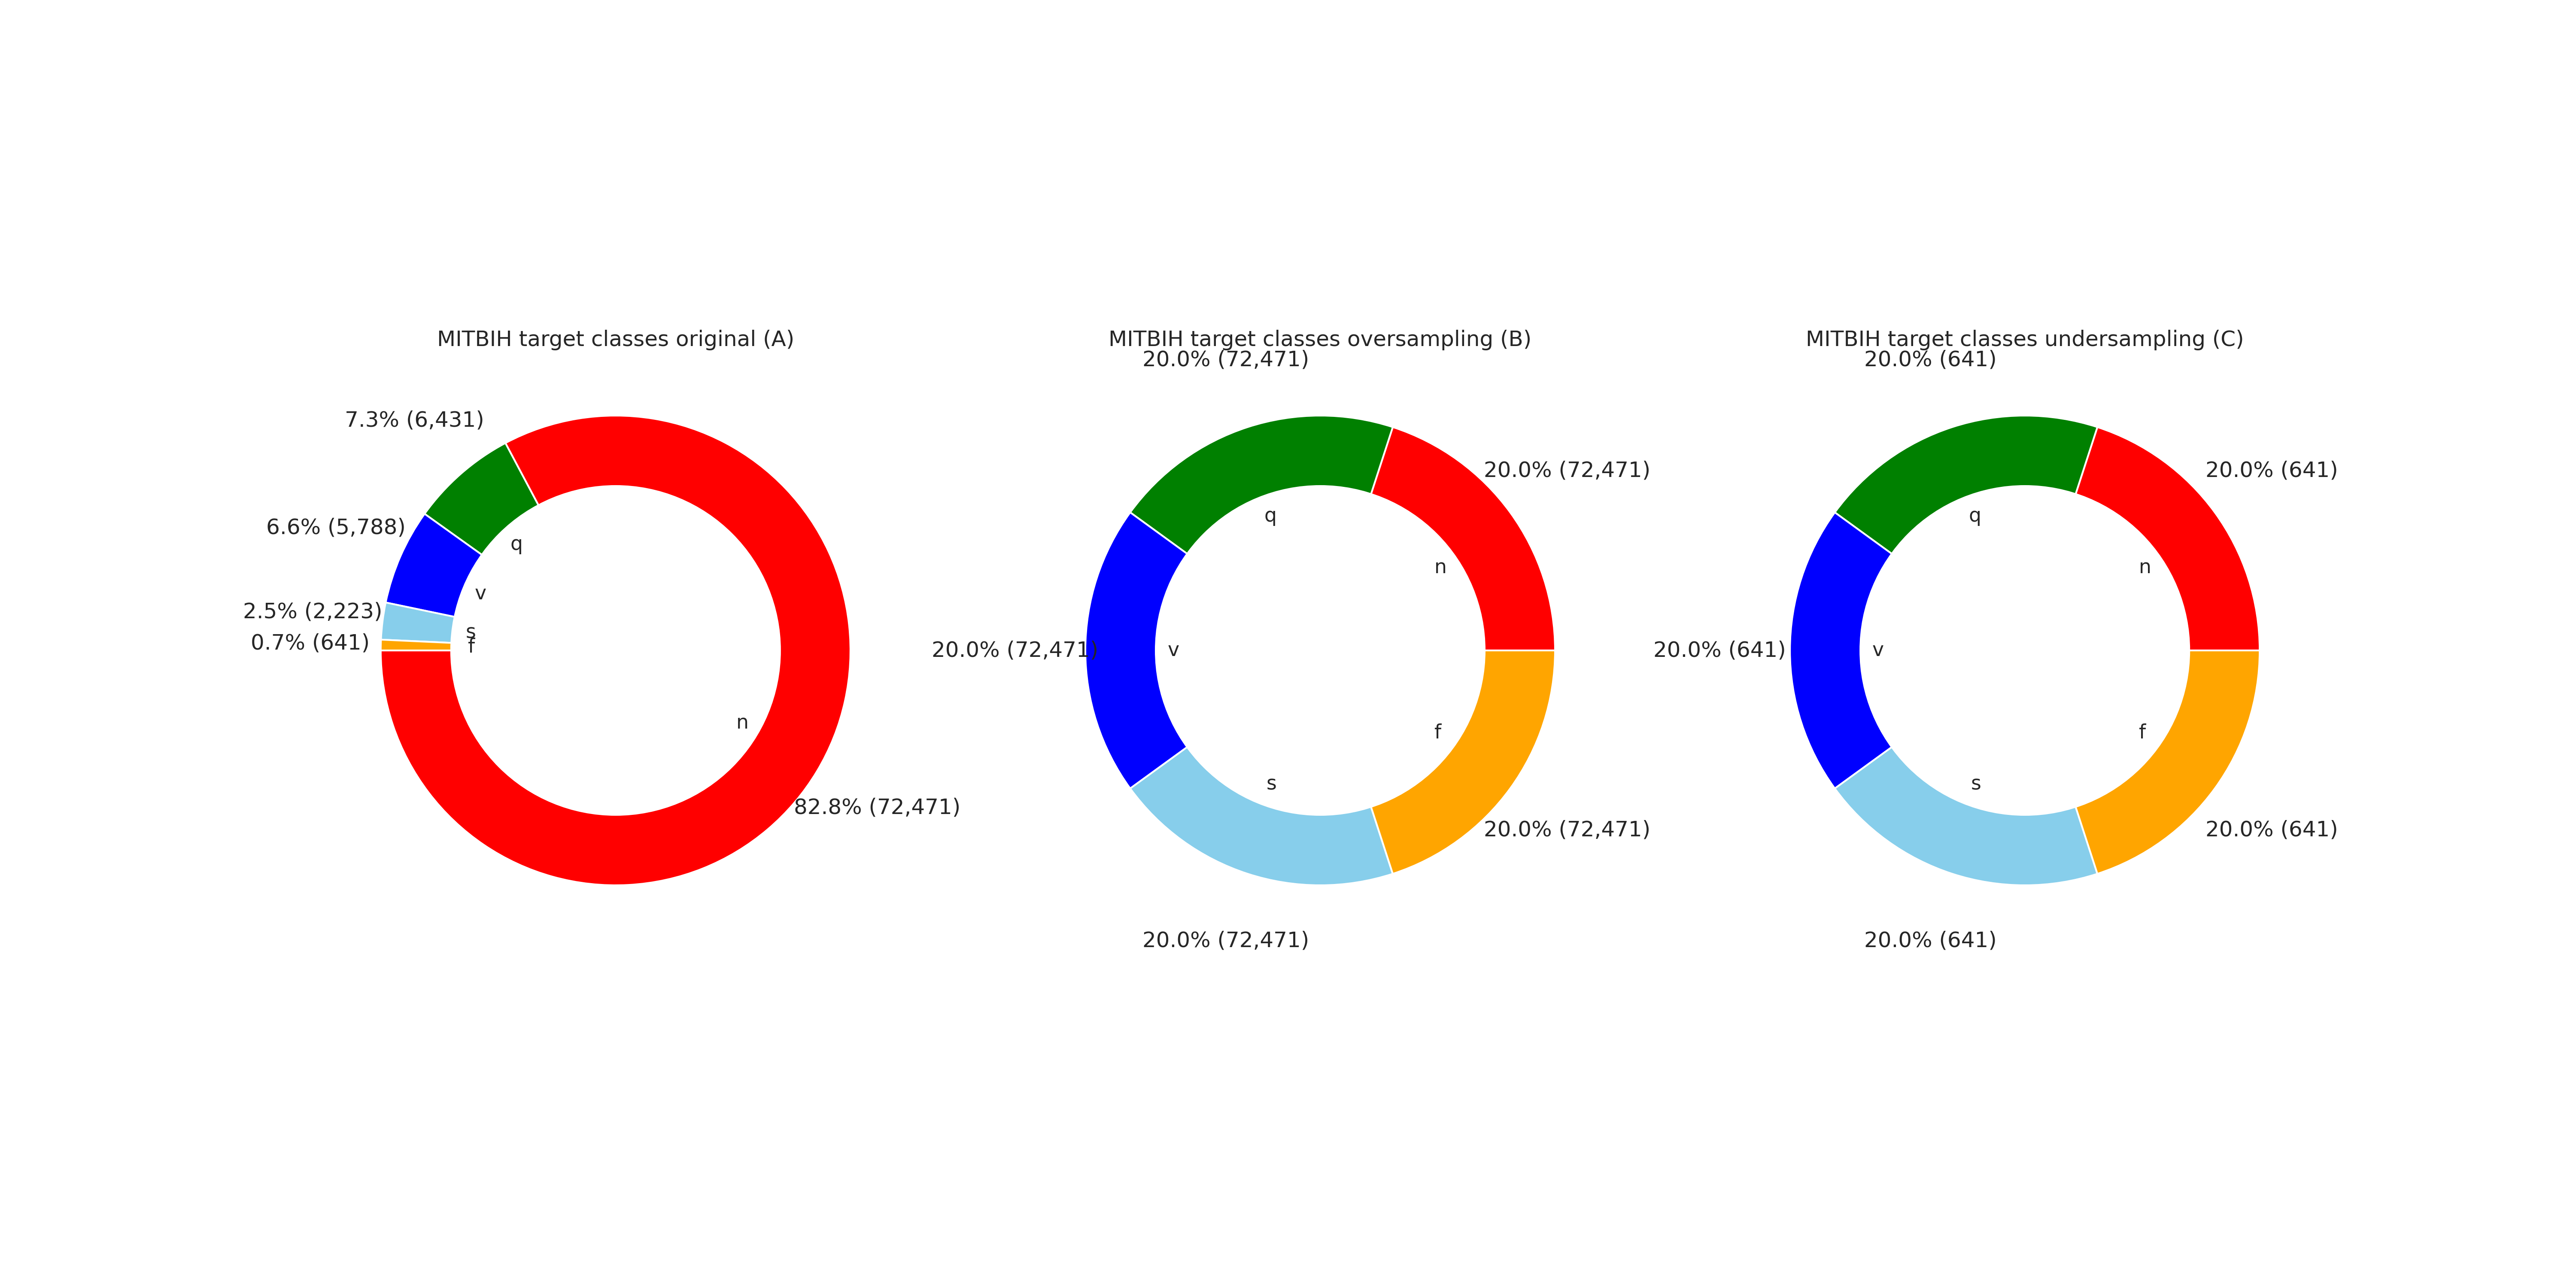 MITBIH target classes original (A)
7.3% (6,431)
6.6% (5,788)
2.5% (2,223)
0.7% (641)
82.8% (72,471)
q
v
s
f
n
MITBIH target classes oversampling (B)
20.0% (72,471)
20.0% (72,471)
20.0% (72,471)
20.0% (72,471)
20.0% (72,471)
q
n
v
f
s
MITBIH target classes undersampling (C)
20.0% (641)
20.0% (641)
20.0% (641)
20.0% (641)
20.0% (641)
q
n
v
f
s